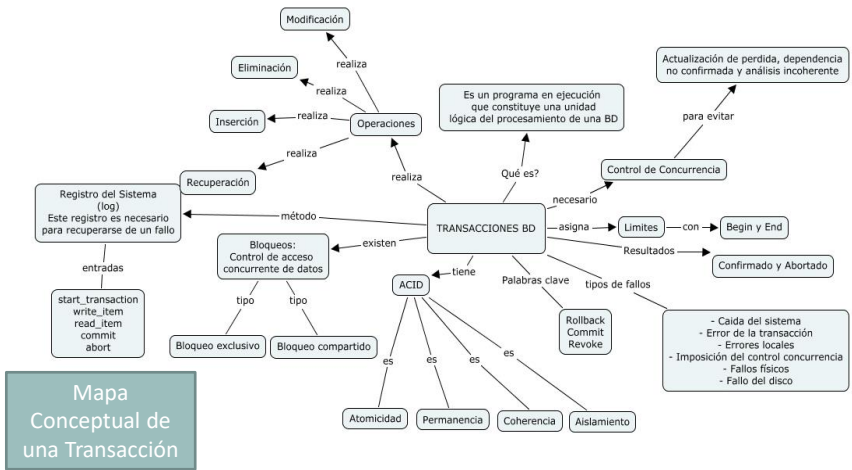 Modificación
realiza
Eliminación
realiza
Inserción
realiza
Operaciones
realiza
Recuperación
realiza
Es un programa en ejecución
que constituye una unidad
lógica del procesamiento de una BD
Qué es?
Actualización de perdida, dependencia
no confirmada y análisis incoherente
para evitar
Control de Concurrencia
necesario
Registro del Sistema
(log)
Este registro es necesario
para recuperarse de un fallo
método
TRANSACCIONES BD
asigna
Limites
con
Begin y End
Resultados
Confirmado y Abortado
entradas
start_transaction
write_item
read_item
commit
abort
Bloqueos:
Control de acceso
concurrente de datos
existen
tipo
tipo
Bloqueo exclusivo
Bloqueo compartido
tiene
ACID
es
es
es
es
Atomicidad
Permanencia
Coherencia
Aislamiento
Palabras clave
Rollback
Commit
Revoke
tipos de fallos
- Caida del sistema
- Error de la transacción
- Errores locales
- Imposición del control concurrencia
- Fallos físicos
- Fallo del disco
Mapa
Conceptual de
una Transacción